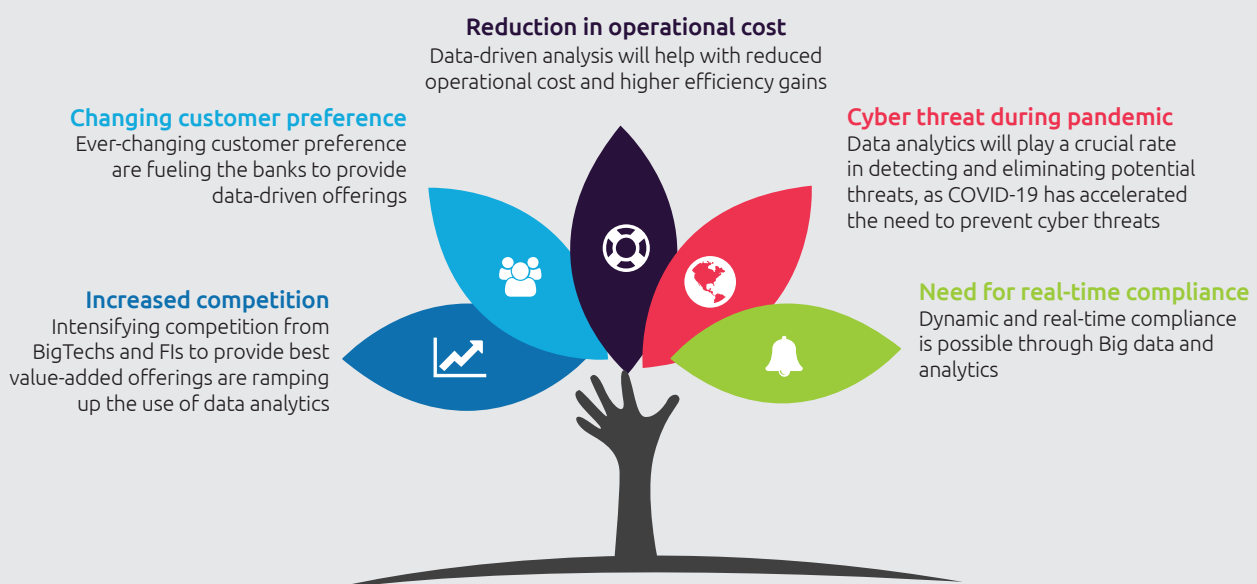 Reduction in operational cost
Data-driven analysis will help with reduced
operational cost and higher efficiency gains
Changing customer preference
Ever-changing customer preference
are fueling the banks to provide
data-driven offerings
Cyber threat during pandemic
Data analytics will play a crucial rate
in detecting and eliminating potential
threats, as COVID-19 has accelerated
the need to prevent cyber threats
Increased competition
Intensifying competition from
BigTechs and FIs to provide best
value-added offerings are ramping
up the use of data analytics
Need for real-time compliance
Dynamic and real-time compliance
is possible through Big data and
analytics